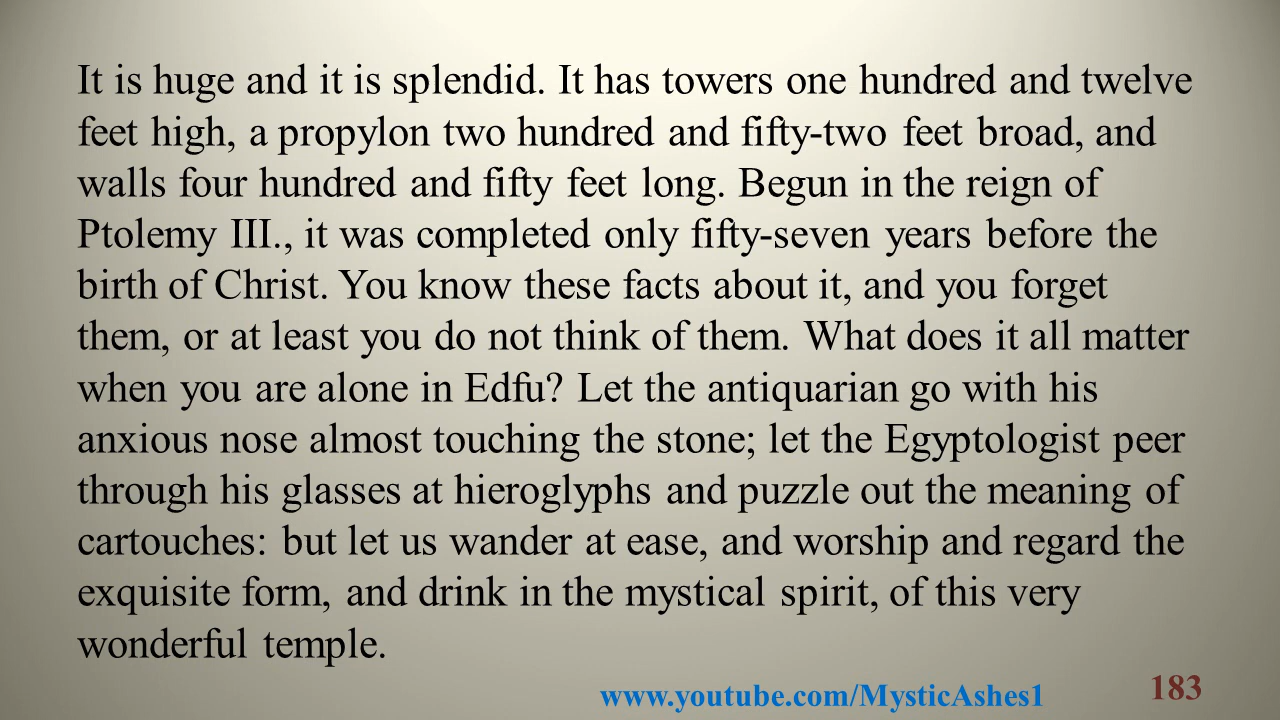 It is huge and it is splendid. It has towers one hundred and twelve
feet high, a propylon two hundred and fifty-two feet broad, and
walls four hundred and fifty feet long. Begun in the reign of
Ptolemy III., it was completed only fifty-seven years before the
birth of Christ. You know these facts about it, and you forget
them, or at least you do not think of them. What does it all matter
when you are alone in Edfu? Let the antiquarian go with his
anxious nose almost touching the stone; let the Egyptologist peer
through his glasses at hieroglyphs and puzzle out the meaning of
cartouches: but let us wander at ease, and worship and regard the
exquisite form, and drink in the mystical spirit, of this very
wonderful temple.
www.youtube.com/MysticAshes1
183